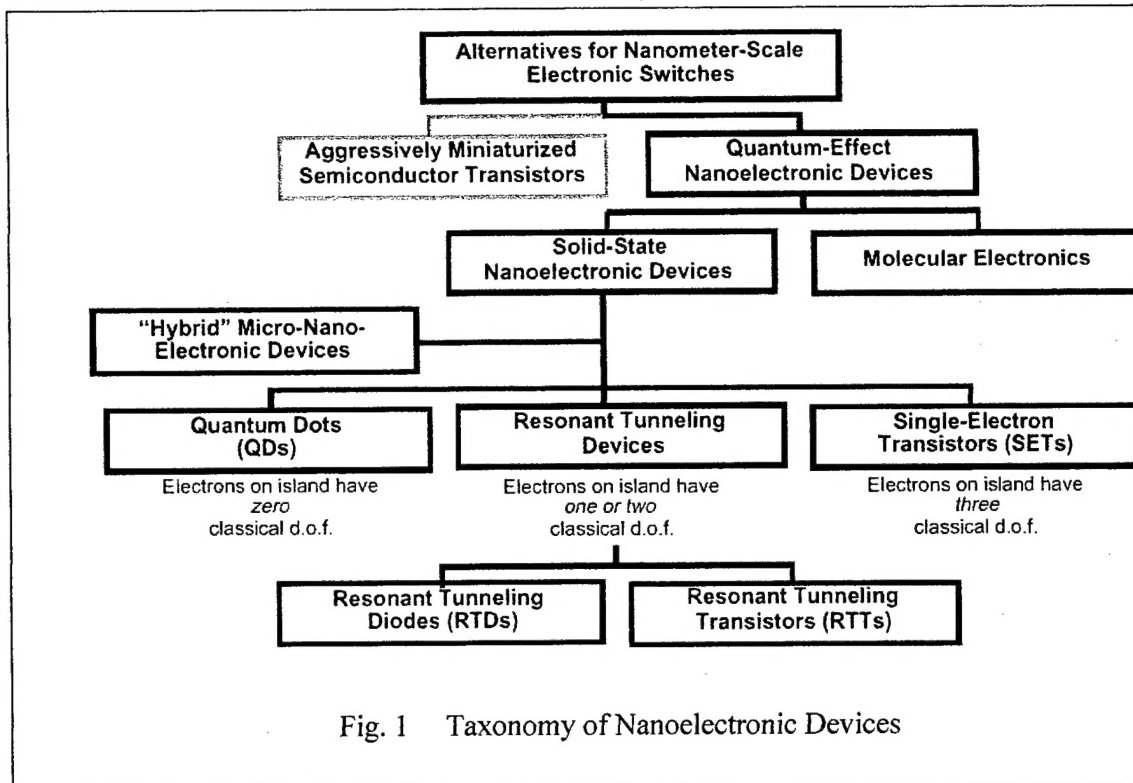 Alternatives for Nanometer-Scale
Electronic Switches
Aggressively Miniaturized
Semiconductor Transistors
Quantum-Effect
Nanoelectronic Devices
Solid-State
Nanoelectronic Devices
Molecular Electronics
“Hybrid” Micro-Nano-
Electronic Devices
Quantum Dots
(QDs)
Resonant Tunneling
Devices
Single-Electron
Transistors (SETs)
Electrons on island have
zero
classical d.o.f.
Electrons on island have
one or two
classical d.o.f.
Electrons on island have
three
classical d.o.f.
Resonant Tunneling
Diodes (RTDs)
Resonant Tunneling
Transistors (RTTs)
Fig. 1 Taxonomy of Nanoelectronic Devices